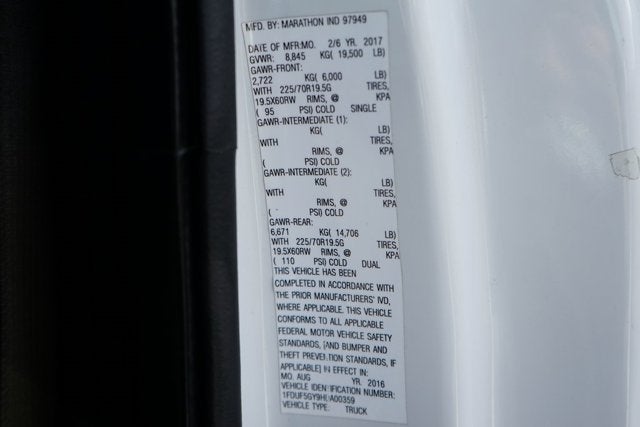 MFD. BY: MARATHON IND 97949
DATE OF MFR:MO. 2/6 YR. 2017
GVWR: 8,845 KG( 19,500 LB)
GAWR-FRONT:
2,722 KG( 6,000 LB)
WITH 225/70R19.5G TIRES,
19.5X60RW RIMS, @ KPA
( 95 PSI) COLD SINGLE
GAWR-INTERMEDIATE (1):
KG( LB)
WITH TIRES,
RIMS, @ KPA
( PSI) COLD
GAWR-INTERMEDIATE (2):
KG( LB)
WITH TIRES,
RIMS, @ KPA
( PSI) COLD
GAWR-REAR:
6,671 KG( 14,706 LB)
WITH 225/70R19.5G TIRES,
19.5X60RW RIMS, @ KPA
( 110 PSI) COLD DUAL
THIS VEHICLE HAS BEEN
COMPLETED IN ACCORDANCE WITH
THE PRIOR MANUFACTURERS' IVD,
WHERE APPLICABLE. THIS VEHICLE
CONFORMS TO ALL APPLICABLE
FEDERAL MOTOR VEHICLE SAFETY
STANDARDS, [AND BUMPER AND
THEFT PREVENTION STANDARDS, IF
APPLICABLE] IN EFFECT IN:
MO. AUG YR. 2016
VEHICLE IDENTIFICATION NUMBER:
VEHICLE TYPE: TRUCK